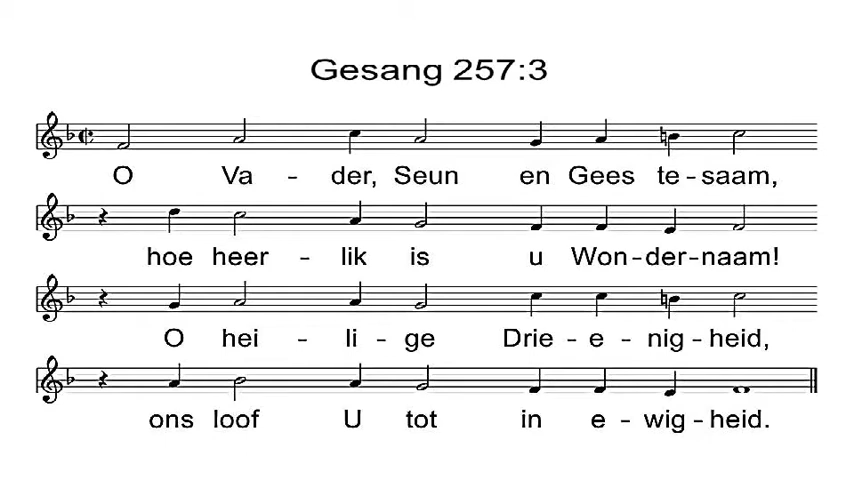 Gesang 257:3
O Va - der, Seun en Gees te-saam,
hoe heer - lik is u Won-der-naam!
O hei - li - ge Drie - e - nig-heid,
ons loof U tot in e - wig-heid.